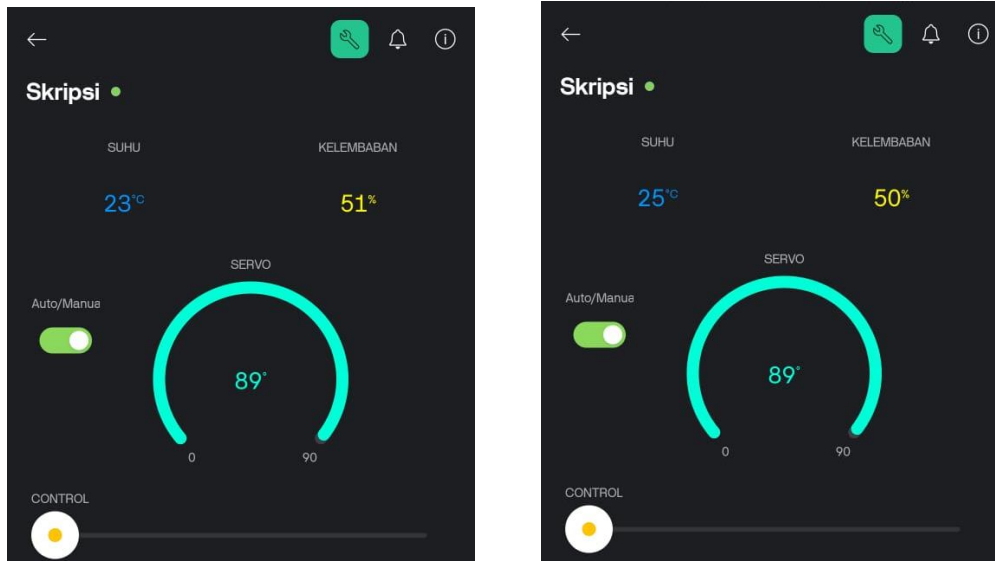 Skripsi
SUHU KELEMBABAN
23°C 51%
SERVO
Auto/Manua
89°
0 90
CONTROL
Skripsi
SUHU KELEMBABAN
25°C 50%
SERVO
Auto/Manua
89°
0 90
CONTROL